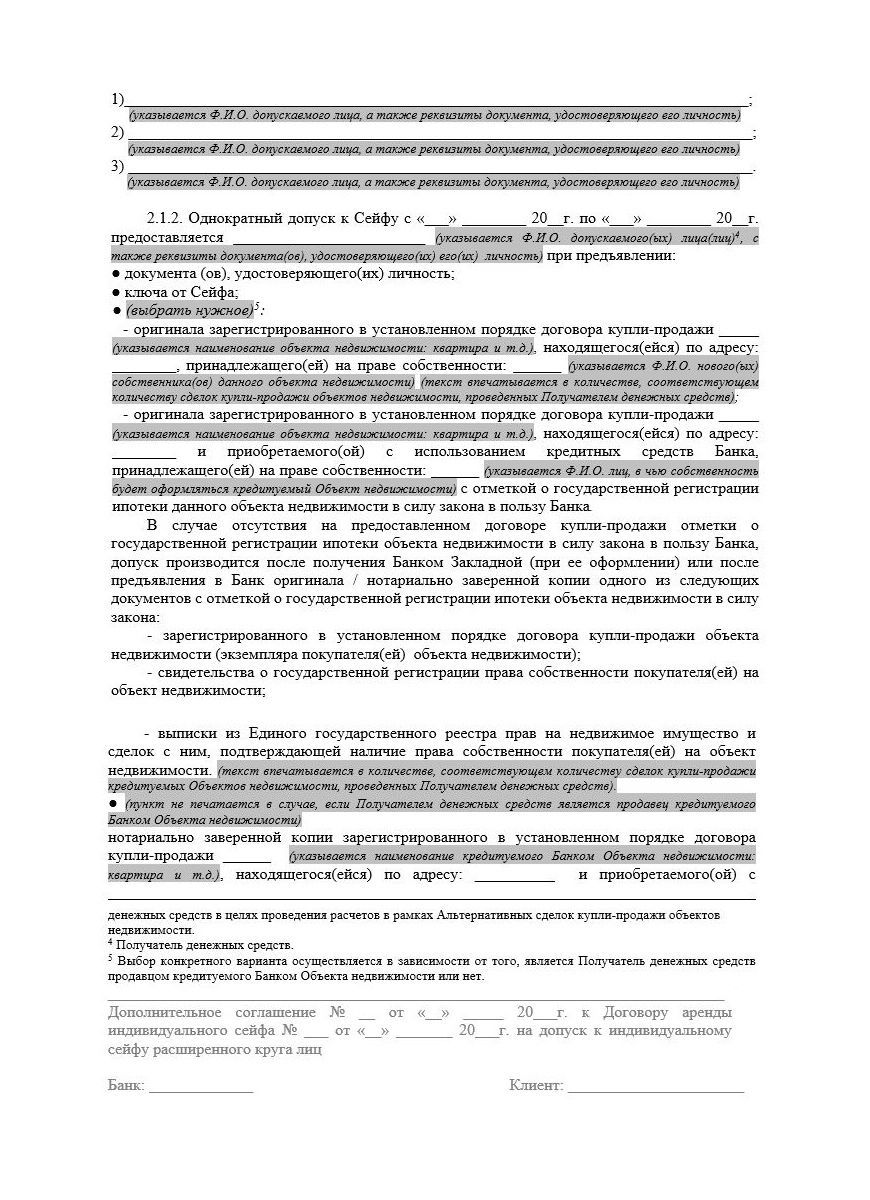 1)______________________________________________________________________________;
(указывается Ф.И.О. допускаемого лица, а также реквизиты документа, удостоверяющего его личность)
2) ______________________________________________________________________________;
(указывается Ф.И.О. допускаемого лица, а также реквизиты документа, удостоверяющего его личность)
3) ______________________________________________________________________________.
(указывается Ф.И.О. допускаемого лица, а также реквизиты документа, удостоверяющего его личность)
2.1.2. Однократный допуск к Сейфу с «___» ________ 20__г. по «___» ________ 20__г.
предоставляется ________________________ (указывается Ф.И.О. допускаемого(ых) лица(лиц)⁴, с
также реквизиты документа(ов), удостоверяющего(их) его(их) личность) при предъявлении:
● документа (ов), удостоверяющего(их) личность;
● ключа от Сейфа;
● (выбрать нужное)⁵:
- оригинала зарегистрированного в установленном порядке договора купли-продажи _____
(указывается наименование объекта недвижимости: квартира и т.д.), находящегося(ейся) по адресу:
________, принадлежащего(ей) на праве собственности: ______ (указывается Ф.И.О. нового(ых)
собственника(ов) данного объекта недвижимости) (текст впечатывается в количестве, соответствующем
количеству сделок купли-продажи объектов недвижимости, проведенных Получателем денежных средств);
- оригинала зарегистрированного в установленном порядке договора купли-продажи _____
(указывается наименование объекта недвижимости: квартира и т.д.), находящегося(ейся) по адресу:
________ и приобретаемого(ой) с использованием кредитных средств Банка,
принадлежащего(ей) на праве собственности: ______ (указывается Ф.И.О. лиц, в чью собственность
будет оформляться кредитуемый Объект недвижимости) с отметкой о государственной регистрации
ипотеки данного объекта недвижимости в силу закона в пользу Банка.
В случае отсутствия на предоставленном договоре купли-продажи отметки о
государственной регистрации ипотеки объекта недвижимости в силу закона в пользу Банка,
допуск производится после получения Банком Закладной (при ее оформлении) или после
предъявления в Банк оригинала / нотариально заверенной копии одного из следующих
документов с отметкой о государственной регистрации ипотеки объекта недвижимости в силу
закона:
- зарегистрированного в установленном порядке договора купли-продажи объекта
недвижимости (экземпляра покупателя(ей) объекта недвижимости);
- свидетельства о государственной регистрации права собственности покупателя(ей) на
объект недвижимости;
- выписки из Единого государственного реестра прав на недвижимое имущество и
сделок с ним, подтверждающей наличие права собственности покупателя(ей) на объект
недвижимости. (текст впечатывается в количестве, соответствующем количеству сделок купли-продажи
кредитуемых Объектов недвижимости, проведенных Получателем денежных средств).
● (пункт не печатается в случае, если Получателем денежных средств является продавец кредитуемого
Банком Объекта недвижимости)
нотариально заверенной копии зарегистрированного в установленном порядке договора
купли-продажи ______ (указывается наименование кредитуемого Банком Объекта недвижимости:
квартира и т.д.), находящегося(ейся) по адресу: __________ и приобретаемого(ой) с
денежных средств в целях проведения расчетов в рамках Альтернативных сделок купли-продажи объектов
недвижимости.
⁴ Получатель денежных средств.
⁵ Выбор конкретного варианта осуществляется в зависимости от того, является Получатель денежных средств
продавцом кредитуемого Банком Объекта недвижимости или нет.
Дополнительное соглашение № __ от «__» _____ 20___г. к Договору аренды
индивидуального сейфа № ___ от «__» _______ 20___г. на допуск к индивидуальному
сейфу расширенного круга лиц
Банк: _____________ Клиент: ______________________